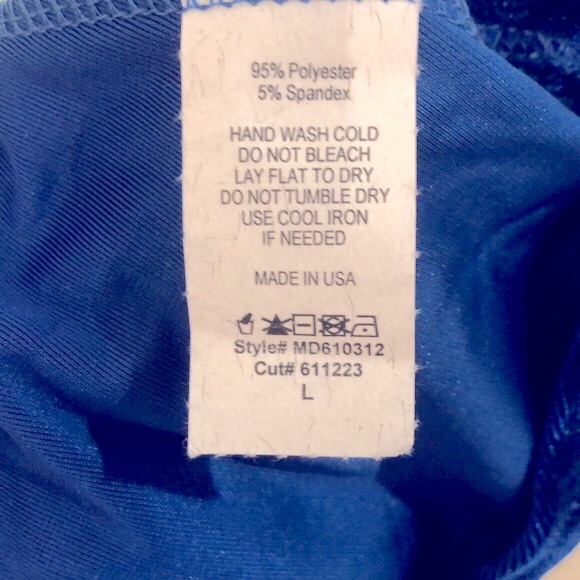 95% Polyester
5% Spandex
HAND WASH COLD
DO NOT BLEACH
LAY FLAT TO DRY
DO NOT TUMBLE DRY
USE COOL IRON
IF NEEDED
MADE IN USA
Style# MD610312
Cut# 611223
L